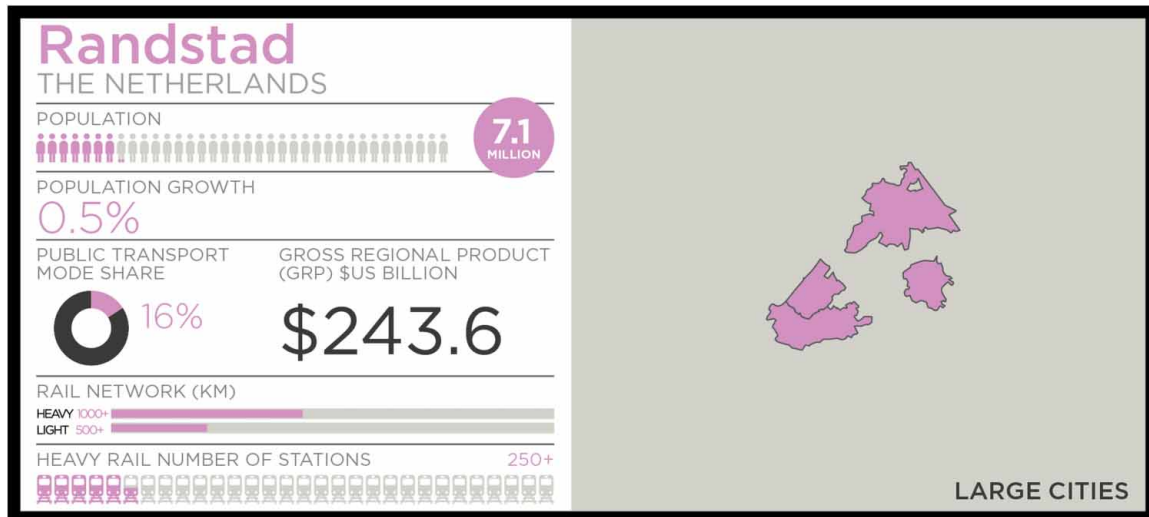 Randstad
THE NETHERLANDS
POPULATION
7.1
MILLION
POPULATION GROWTH
0.5%
PUBLIC TRANSPORT
MODE SHARE
16%
GROSS REGIONAL PRODUCT
(GRP) $US BILLION
$243.6
RAIL NETWORK (KM)
HEAVY 1000+
LIGHT 500+
HEAVY RAIL NUMBER OF STATIONS 250+
LARGE CITIES